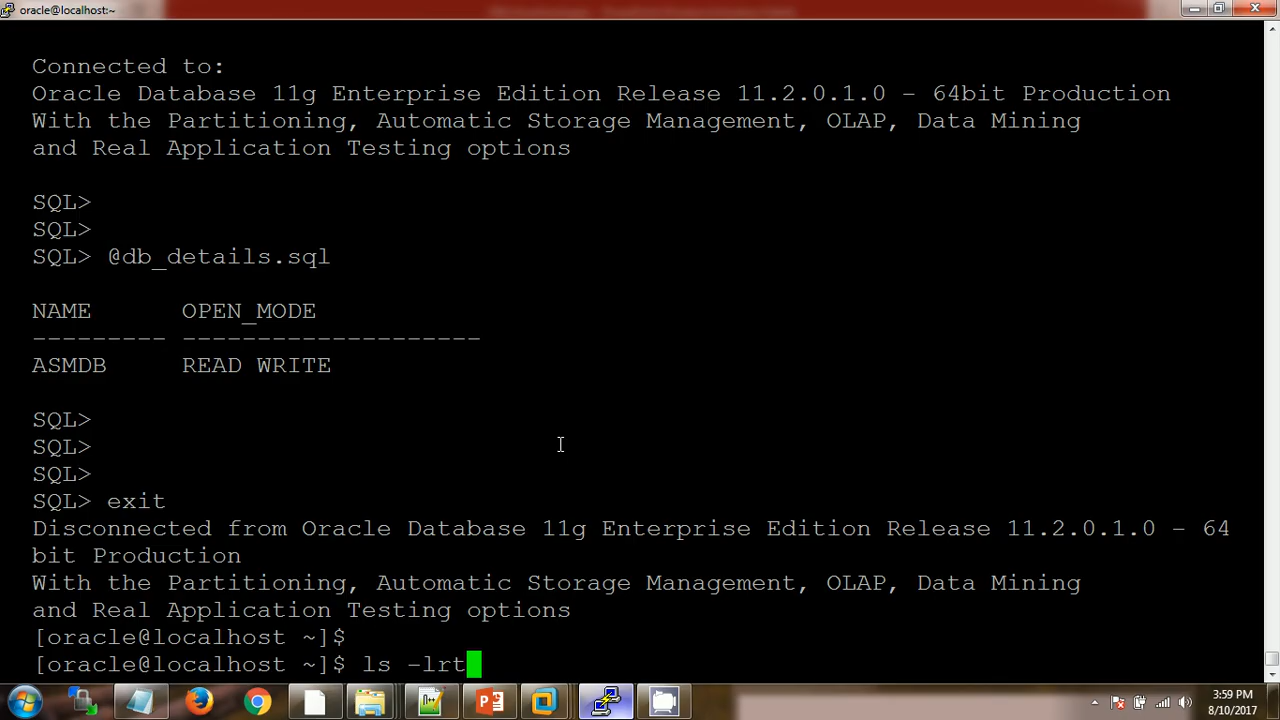 oracle@localhost:~
Connected to:
Oracle Database 11g Enterprise Edition Release 11.2.0.1.0 - 64bit Production
With the Partitioning, Automatic Storage Management, OLAP, Data Mining
and Real Application Testing options
SQL>
SQL>
SQL> @db_details.sql
NAME      OPEN_MODE
--------- --------------------
ASMDB     READ WRITE
SQL>
SQL>
SQL>
SQL> exit
Disconnected from Oracle Database 11g Enterprise Edition Release 11.2.0.1.0 - 64
bit Production
With the Partitioning, Automatic Storage Management, OLAP, Data Mining
and Real Application Testing options
[oracle@localhost ~]$
[oracle@localhost ~]$ ls -lrt
3:59 PM
8/10/2017